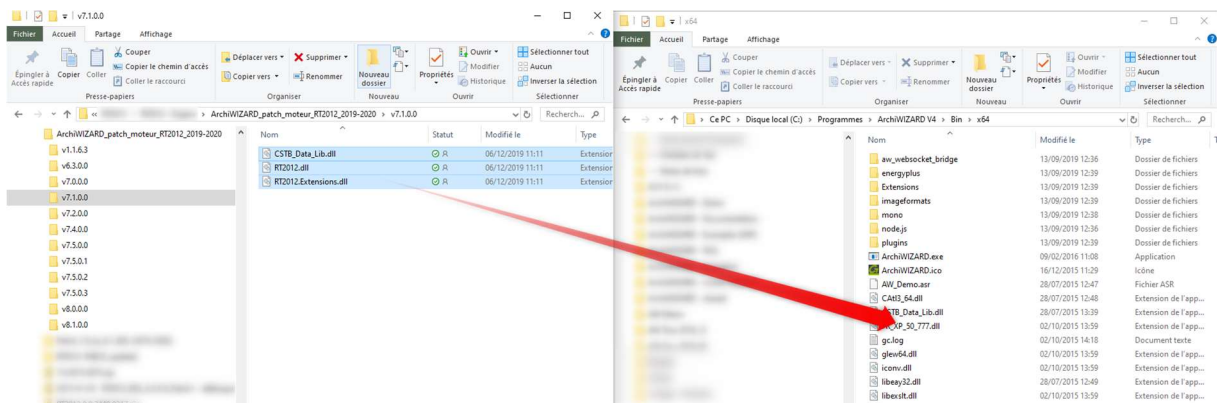 v7.1.0.0
Fichier Accueil Partage Affichage
Épingler à Accès rapide
Copier
Coller
Couper
Copier le chemin d'accès
Coller le raccourci
Presse-papiers
Déplacer vers
Copier vers
Supprimer
Renommer
Organiser
Nouveau dossier
Nouveau
Propriétés
Ouvrir
Modifier
Historique
Ouvrir
Sélectionner tout
Aucun
Inverser la sélection
Sélectionner
« › ArchiWIZARD_patch_moteur_RT2012_2019-2020 › v7.1.0.0
Recherch...
ArchiWIZARD_patch_moteur_RT2012_2019-2020
v1.1.6.3
v6.3.0.0
v7.0.0.0
v7.1.0.0
v7.2.0.0
v7.4.0.0
v7.5.0.0
v7.5.0.1
v7.5.0.2
v7.5.0.3
v8.0.0.0
v8.1.0.0
Nom Statut Modifié le Type
CSTB_Data_Lib.dll 06/12/2019 11:11 Extension
RT2012.dll 06/12/2019 11:11 Extension
RT2012.Extensions.dll 06/12/2019 11:11 Extension
x64
Fichier Accueil Partage Affichage
Épingler à Accès rapide
Copier
Coller
Couper
Copier le chemin d'accès
Coller le raccourci
Presse-papiers
Déplacer vers
Copier vers
Supprimer
Renommer
Organiser
Nouveau dossier
Nouveau
Propriétés
Ouvrir
Modifier
Historique
Ouvrir
Sélectionner tout
Aucun
Inverser la sélection
Sélectionner
› Ce PC › Disque local (C:) › Programmes › ArchiWIZARD V4 › Bin › x64
Recherch...
Nom Modifié le Type
aw_websocket_bridge 13/09/2019 12:36 Dossier de fichiers
energyplus 13/09/2019 12:39 Dossier de fichiers
Extensions 13/09/2019 12:39 Dossier de fichiers
imageformats 13/09/2019 12:39 Dossier de fichiers
mono 13/09/2019 12:38 Dossier de fichiers
node.js 13/09/2019 12:39 Dossier de fichiers
plugins 13/09/2019 12:39 Dossier de fichiers
ArchiWIZARD.exe 09/02/2016 11:08 Application
ArchiWIZARD.ico 16/12/2015 11:29 Icône
AW_Demo.asr 28/07/2015 12:47 Fichier ASR
CAtI3_64.dll 28/07/2015 12:48 Extension de l'app...
CSTB_Data_Lib.dll 28/07/2015 13:39 Extension de l'app...
XP_50_777.dll 02/10/2015 13:59 Extension de l'app...
gc.log 02/10/2015 14:18 Document texte
glew64.dll 02/10/2015 13:59 Extension de l'app...
iconv.dll 02/10/2015 13:59 Extension de l'app...
libeay32.dll 28/07/2015 12:49 Extension de l'app...
libexslt.dll 02/10/2015 13:59 Extension de l'app...